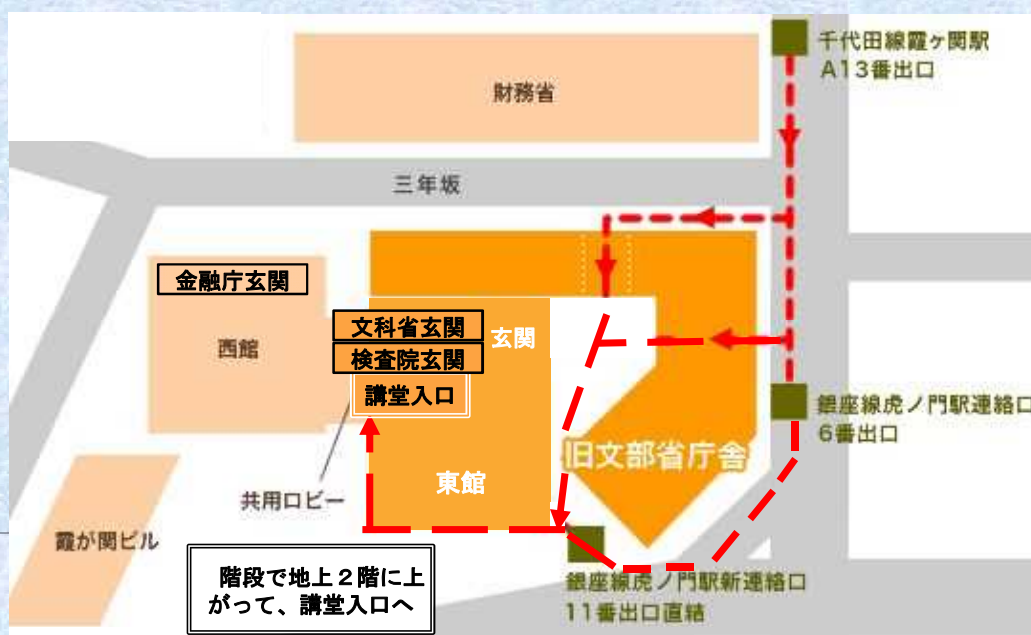 千代田線霞ヶ関駅
A13番出口
財務省
三年坂
金融庁玄関
文科省玄関
玄関
検査院玄関
西館
講堂入口
銀座線虎ノ門駅連絡口
6番出口
旧文部省庁舎
東館
共用ロビー
霞が関ビル
階段で地上2階に上
がって、講堂入口へ
銀座線虎ノ門駅新連絡口
11番出口直結